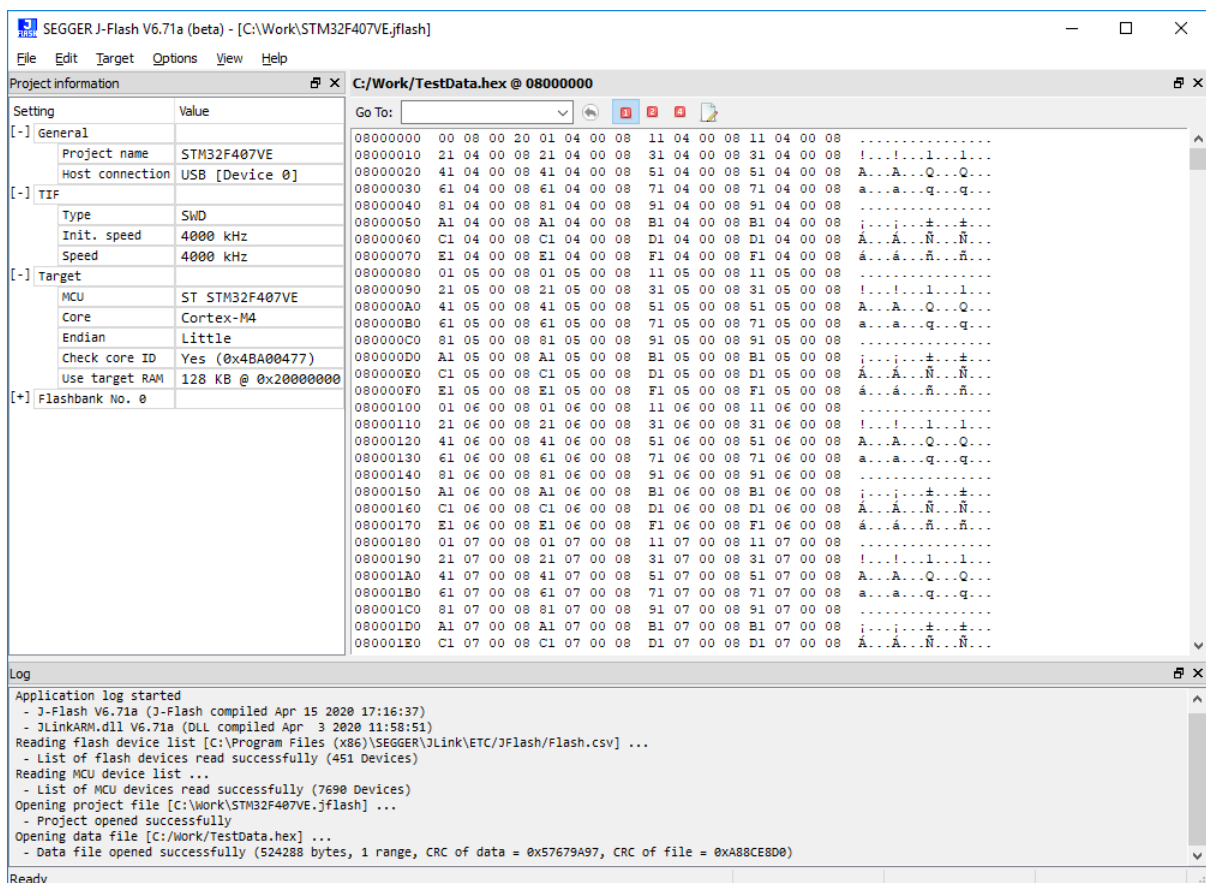 SEGGER J-Flash V6.71a (beta) - [C:\Work\STM32F407VE.jflash]
File Edit Target Options View Help
Project information
Setting Value
[-] General
Project name STM32F407VE
Host connection USB [Device 0]
[-] TIF
Type SWD
Init. speed 4000 kHz
Speed 4000 kHz
[-] Target
MCU ST STM32F407VE
Core Cortex-M4
Endian Little
Check core ID Yes (0x4BA00477)
Use target RAM 128 KB @ 0x20000000
[+] Flashbank No. 0
C:/Work/TestData.hex @ 08000000
Go To: 1 2 4
08000000 00 08 00 20 01 04 00 08 11 04 00 08 11 04 00 08 ................
08000010 21 04 00 08 21 04 00 08 31 04 00 08 31 04 00 08 !...!...1...1...
08000020 41 04 00 08 41 04 00 08 51 04 00 08 51 04 00 08 A...A...Q...Q...
08000030 61 04 00 08 61 04 00 08 71 04 00 08 71 04 00 08 a...a...q...q...
08000040 81 04 00 08 81 04 00 08 91 04 00 08 91 04 00 08 ................
08000050 A1 04 00 08 A1 04 00 08 B1 04 00 08 B1 04 00 08 ¡...¡...±...±...
08000060 C1 04 00 08 C1 04 00 08 D1 04 00 08 D1 04 00 08 Á...Á...Ñ...Ñ...
08000070 E1 04 00 08 E1 04 00 08 F1 04 00 08 F1 04 00 08 á...á...ñ...ñ...
08000080 01 05 00 08 01 05 00 08 11 05 00 08 11 05 00 08 ................
08000090 21 05 00 08 21 05 00 08 31 05 00 08 31 05 00 08 !...!...1...1...
080000A0 41 05 00 08 41 05 00 08 51 05 00 08 51 05 00 08 A...A...Q...Q...
080000B0 61 05 00 08 61 05 00 08 71 05 00 08 71 05 00 08 a...a...q...q...
080000C0 81 05 00 08 81 05 00 08 91 05 00 08 91 05 00 08 ................
080000D0 A1 05 00 08 A1 05 00 08 B1 05 00 08 B1 05 00 08 ¡...¡...±...±...
080000E0 C1 05 00 08 C1 05 00 08 D1 05 00 08 D1 05 00 08 Á...Á...Ñ...Ñ...
080000F0 E1 05 00 08 E1 05 00 08 F1 05 00 08 F1 05 00 08 á...á...ñ...ñ...
08000100 01 06 00 08 01 06 00 08 11 06 00 08 11 06 00 08 ................
08000110 21 06 00 08 21 06 00 08 31 06 00 08 31 06 00 08 !...!...1...1...
08000120 41 06 00 08 41 06 00 08 51 06 00 08 51 06 00 08 A...A...Q...Q...
08000130 61 06 00 08 61 06 00 08 71 06 00 08 71 06 00 08 a...a...q...q...
08000140 81 06 00 08 81 06 00 08 91 06 00 08 91 06 00 08 ................
08000150 A1 06 00 08 A1 06 00 08 B1 06 00 08 B1 06 00 08 ¡...¡...±...±...
08000160 C1 06 00 08 C1 06 00 08 D1 06 00 08 D1 06 00 08 Á...Á...Ñ...Ñ...
08000170 E1 06 00 08 E1 06 00 08 F1 06 00 08 F1 06 00 08 á...á...ñ...ñ...
08000180 01 07 00 08 01 07 00 08 11 07 00 08 11 07 00 08 ................
08000190 21 07 00 08 21 07 00 08 31 07 00 08 31 07 00 08 !...!...1...1...
080001A0 41 07 00 08 41 07 00 08 51 07 00 08 51 07 00 08 A...A...Q...Q...
080001B0 61 07 00 08 61 07 00 08 71 07 00 08 71 07 00 08 a...a...q...q...
080001C0 81 07 00 08 81 07 00 08 91 07 00 08 91 07 00 08 ................
080001D0 A1 07 00 08 A1 07 00 08 B1 07 00 08 B1 07 00 08 ¡...¡...±...±...
080001E0 C1 07 00 08 C1 07 00 08 D1 07 00 08 D1 07 00 08 Á...Á...Ñ...Ñ...
Log
Application log started
- J-Flash V6.71a (J-Flash compiled Apr 15 2020 17:16:37)
- JLinkARM.dll V6.71a (DLL compiled Apr  3 2020 11:58:51)
Reading flash device list [C:\Program Files (x86)\SEGGER\JLink\ETC/JFlash/Flash.csv] ...
- List of flash devices read successfully (451 Devices)
Reading MCU device list ...
- List of MCU devices read successfully (7690 Devices)
Opening project file [C:\Work\STM32F407VE.jflash] ...
- Project opened successfully
Opening data file [C:/Work/TestData.hex] ...
- Data file opened successfully (524288 bytes, 1 range, CRC of data = 0x57679A97, CRC of file = 0xA88CE8D0)
Ready